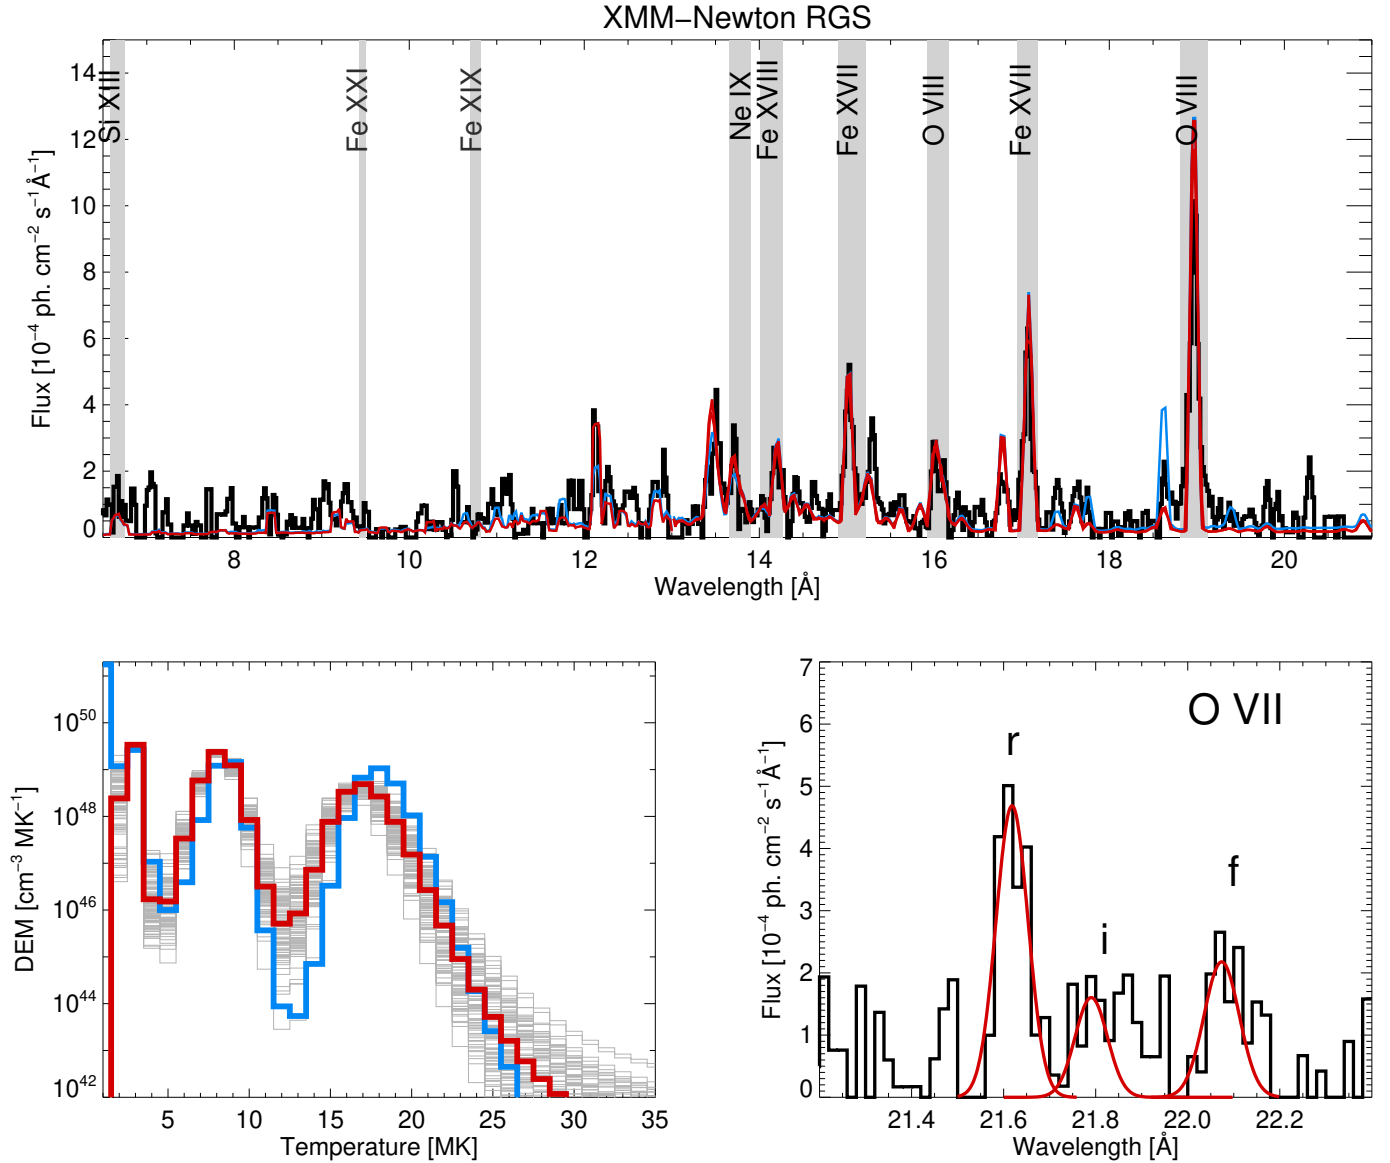 XMM−Newton RGS
Flux [10−4 ph. cm−2 s−1Å−1]
14
12
10
8
6
4
2
0
Si XIII
Fe XXI
Fe XIX
Ne IX
Fe XVIII
Fe XVII
O VIII
Fe XVII
O VIII
8 10 12 14 16 18 20
Wavelength [Å]
DEM [cm−3 MK−1]
1050
1048
1046
1044
1042
5 10 15 20 25 30 35
Temperature [MK]
Flux [10−4 ph. cm−2 s−1Å−1]
7
6
5
4
3
2
1
0
O VII
r
i
f
21.4 21.6 21.8 22.0 22.2
Wavelength [Å]